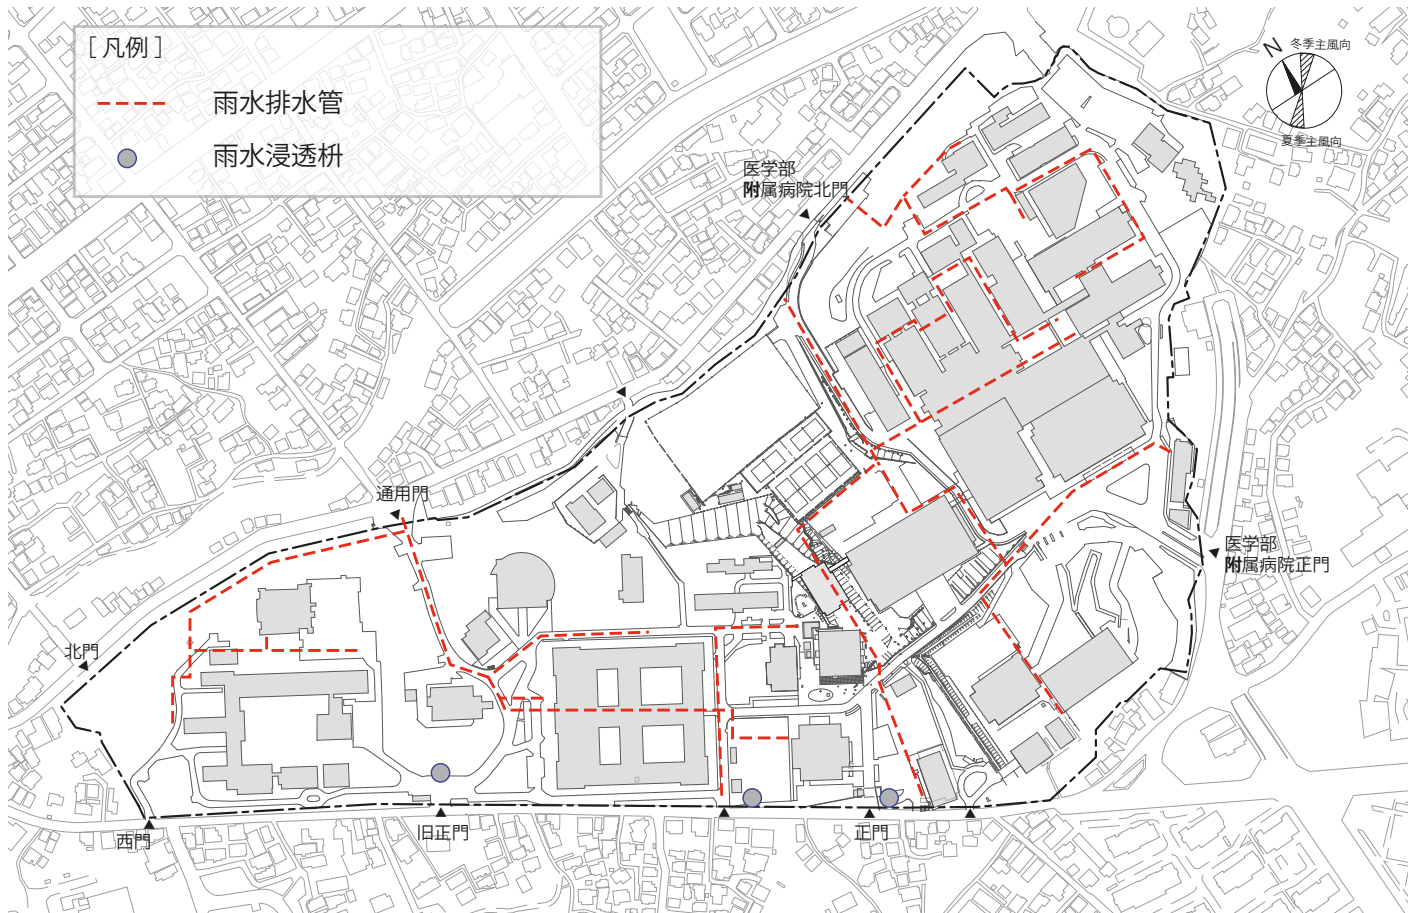 [凡例]
雨水排水管
雨水浸透枡
N
冬季主風向
夏季主風向
医学部
附属病院北門
通用門
医学部
附属病院正門
北門
西門
旧正門
正門